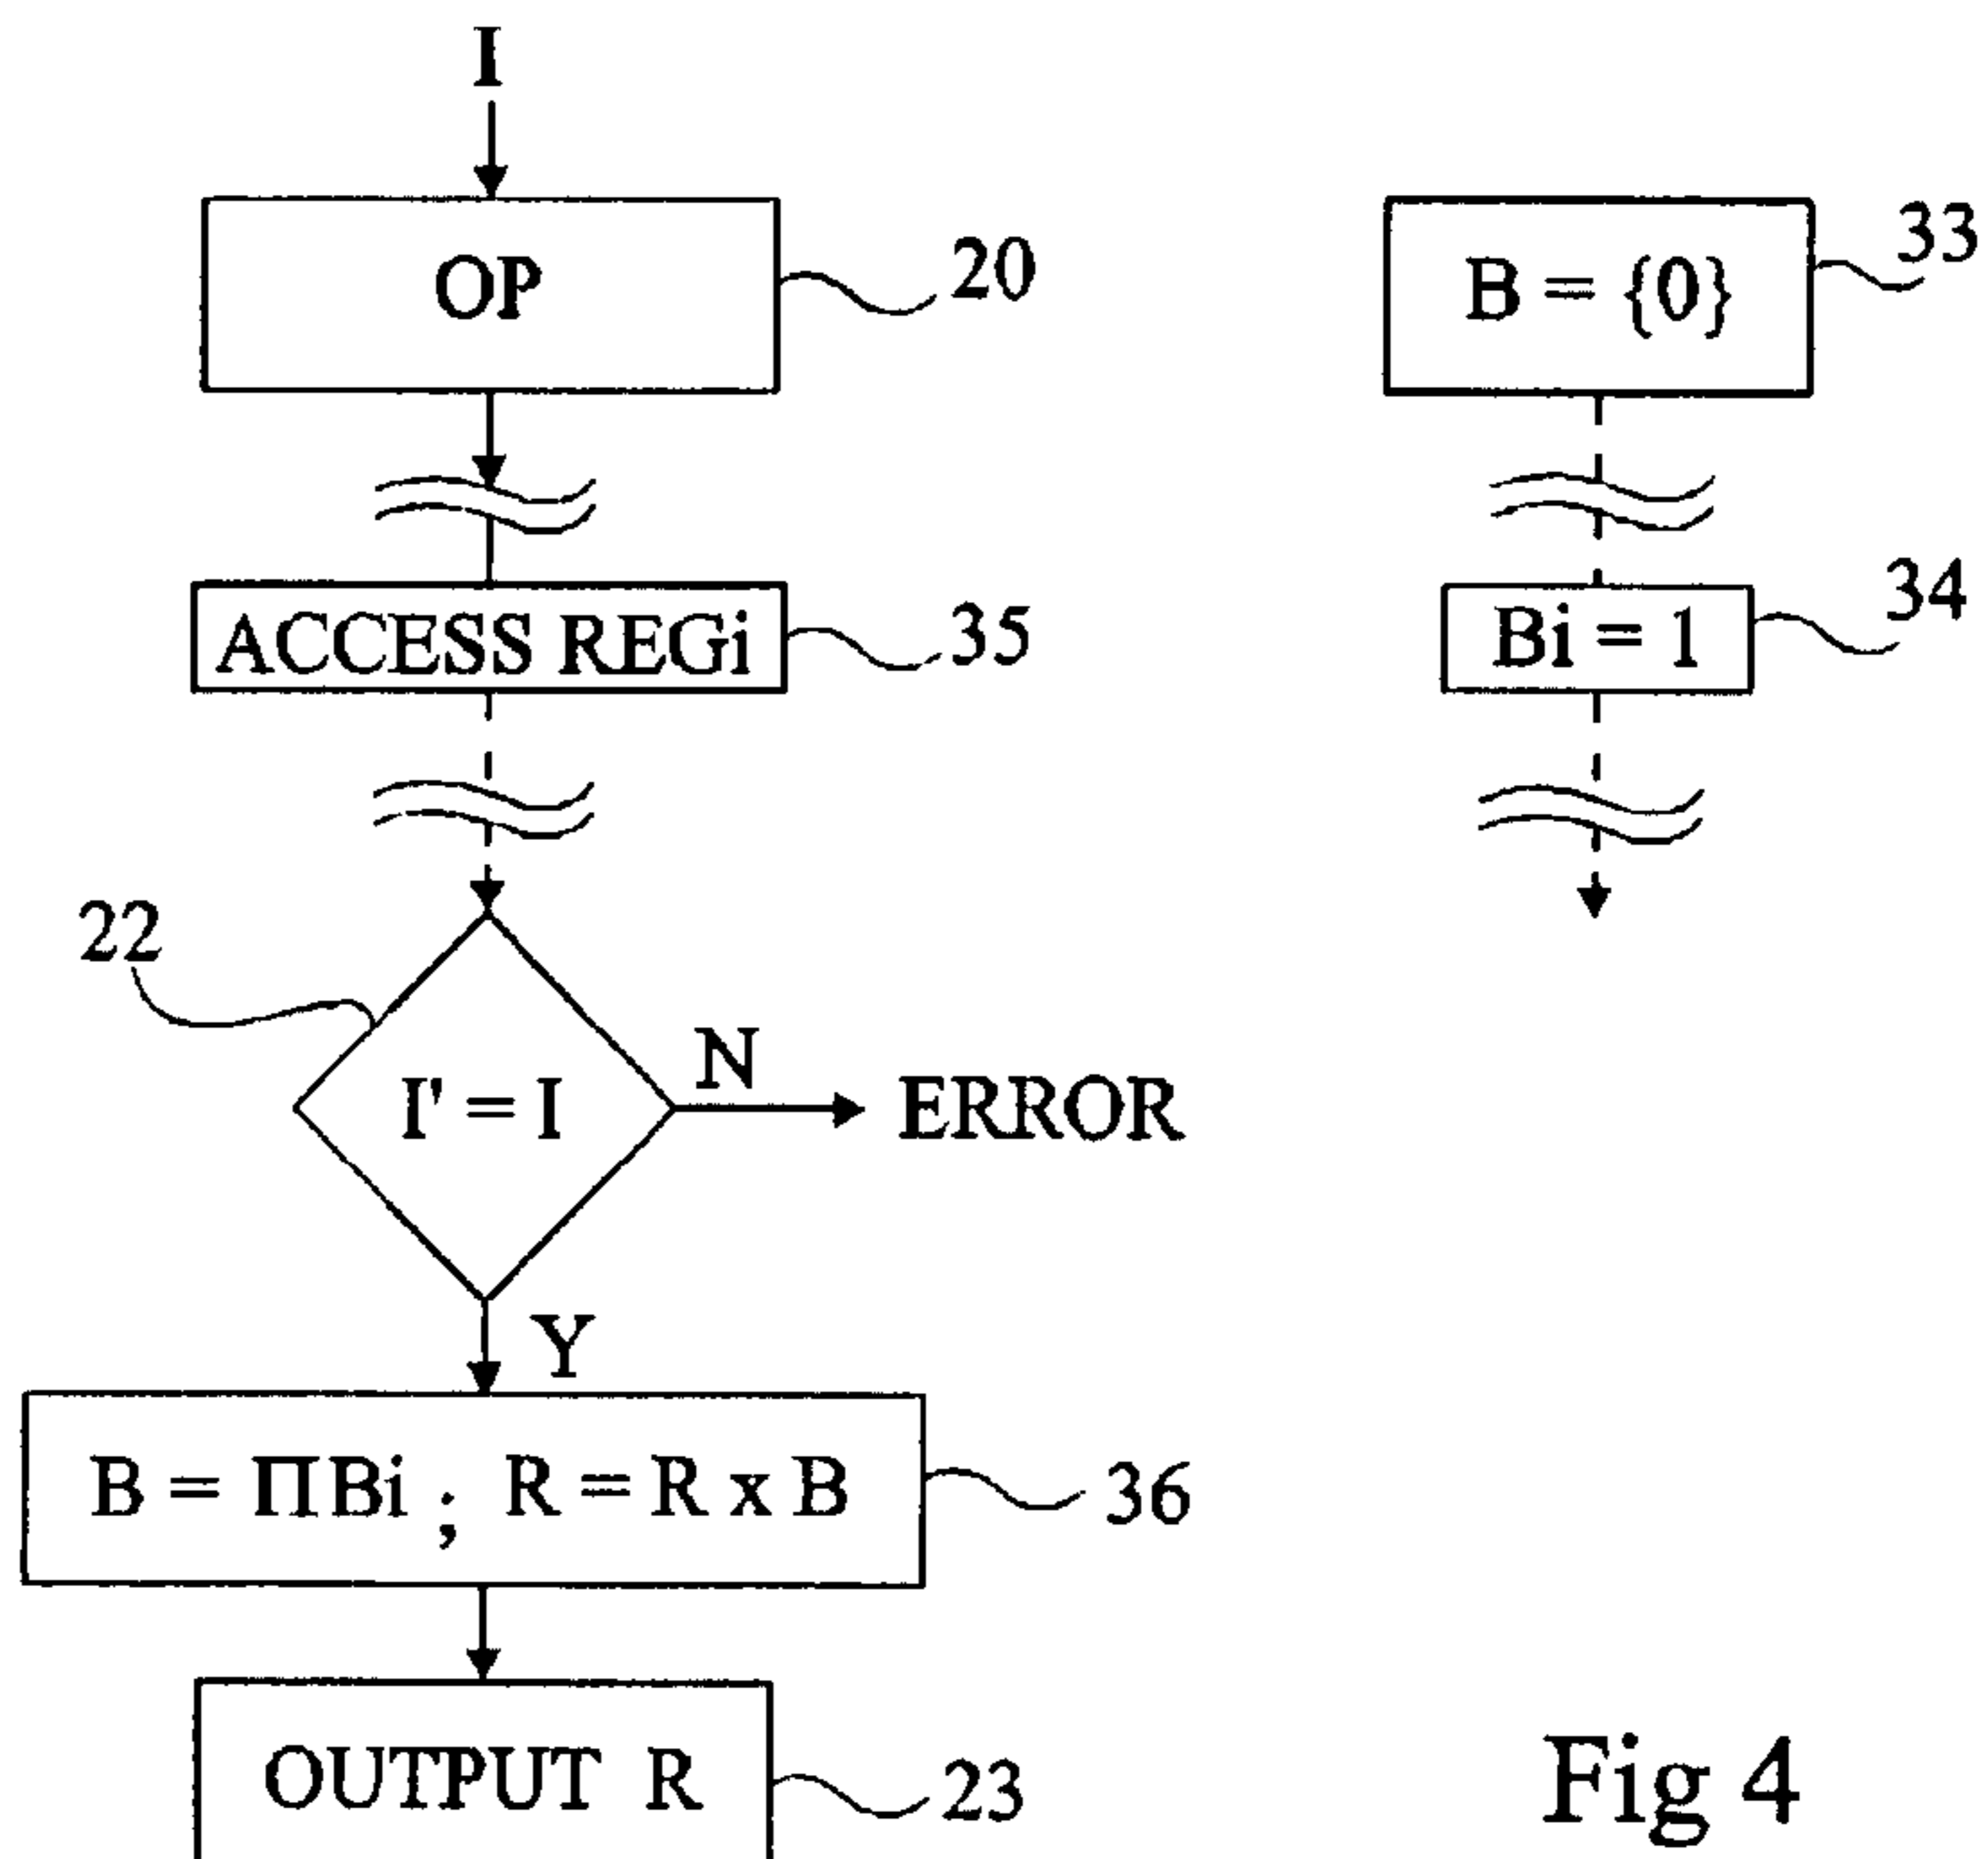 I
OP
20
B = {0}
33
ACCESS REGi
35
Bi = 1
34
22
I' = I
N
ERROR
Y
B = ΠBi ; R = R x B
36
OUTPUT R
23
Fig 4